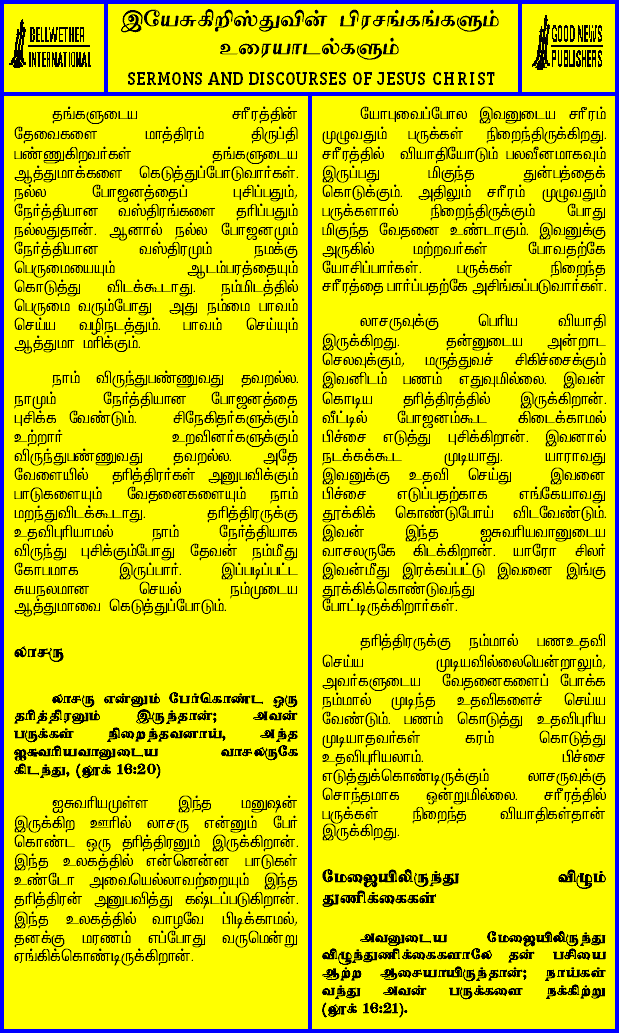 BELLWETHER
INTERNATIONAL
இயேசுகிறிஸ்துவின் பிரசங்கங்களும்
உரையாடல்களும்
SERMONS AND DISCOURSES OF JESUS CHRIST
GOOD NEWS
PUBLISHERS
தங்களுடைய சரீரத்தின்
தேவைகளை மாத்திரம் திருப்தி
பண்ணுகிறவர்கள் தங்களுடைய
ஆத்துமாக்களை கெடுத்துப்போடுவார்கள்.
நல்ல போஜனத்தைப் புசிப்பதும்,
நேர்த்தியான வஸ்திரங்களை தரிப்பதும்
நல்லதுதான். ஆனால் நல்ல போஜனமும்
நேர்த்தியான வஸ்திரமும் நமக்கு
பெருமையையும் ஆடம்பரத்தையும்
கொடுத்து விடக்கூடாது. நம்மிடத்தில்
பெருமை வரும்போது அது நம்மை பாவம்
செய்ய வழிநடத்தும். பாவம் செய்யும்
ஆத்துமா மரிக்கும்.
நாம் விருந்துபண்ணுவது தவறல்ல.
நாமும் நேர்த்தியான போஜனத்தை
புசிக்க வேண்டும். சிநேகிதர்களுக்கும்
உற்றார் உறவினர்களுக்கும்
விருந்துபண்ணுவது தவறல்ல. அதே
வேளையில் தரித்திரர்கள் அனுபவிக்கும்
பாடுகளையும் வேதனைகளையும் நாம்
மறந்துவிடக்கூடாது. தரித்திரருக்கு
உதவிபுரியாமல் நாம் நேர்த்தியாக
விருந்து புசிக்கும்போது தேவன் நம்மீது
கோபமாக இருப்பார். இப்படிப்பட்ட
சுயநலமான செயல் நம்முடைய
ஆத்துமாவை கெடுத்துப்போடும்.
லாசரு
லாசரு என்னும் பேர்கொண்ட ஒரு
தரித்திரனும் இருந்தான்; அவன்
பருக்கள் நிறைந்தவனாய், அந்த
ஐசுவரியவானுடைய வாசலருகே
கிடந்து, (லூக் 16:20)
ஐசுவரியமுள்ள இந்த மனுஷன்
இருக்கிற ஊரில் லாசரு என்னும் பேர்
கொண்ட ஒரு தரித்திரனும் இருக்கிறான்.
இந்த உலகத்தில் என்னென்ன பாடுகள்
உண்டோ அவையெல்லாவற்றையும் இந்த
தரித்திரன் அனுபவித்து கஷ்டப்படுகிறான்.
இந்த உலகத்தில் வாழவே பிடிக்காமல்,
தனக்கு மரணம் எப்போது வருமென்று
ஏங்கிக்கொண்டிருக்கிறான்.
யோபுவைப்போல இவனுடைய சரீரம்
முழுவதும் பருக்கள் நிறைந்திருக்கிறது.
சரீரத்தில் வியாதியோடும் பலவீனமாகவும்
இருப்பது மிகுந்த துன்பத்தைக்
கொடுக்கும். அதிலும் சரீரம் முழுவதும்
பருக்களால் நிறைந்திருக்கும் போது
மிகுந்த வேதனை உண்டாகும். இவனுக்கு
அருகில் மற்றவர்கள் போவதற்கே
யோசிப்பார்கள். பருக்கள் நிறைந்த
சரீரத்தை பார்ப்பதற்கே அசிங்கப்படுவார்கள்.
லாசருவுக்கு பெரிய வியாதி
இருக்கிறது. தன்னுடைய அன்றாட
செலவுக்கும், மருத்துவச் சிகிச்சைக்கும்
இவனிடம் பணம் எதுவுமில்லை. இவன்
கொடிய தரித்திரத்தில் இருக்கிறான்.
வீட்டில் போஜனம்கூட கிடைக்காமல்
பிச்சை எடுத்து புசிக்கிறான். இவனால்
நடக்கக்கூட முடியாது. யாராவது
இவனுக்கு உதவி செய்து இவனை
பிச்சை எடுப்பதற்காக எங்கேயாவது
தூக்கிக் கொண்டுபோய் விடவேண்டும்.
இவன் இந்த ஐசுவரியவானுடைய
வாசலருகே கிடக்கிறான். யாரோ சிலர்
இவன்மீது இரக்கப்பட்டு இவனை இங்கு
தூக்கிக்கொண்டுவந்து
போட்டிருக்கிறார்கள்.
தரித்திரருக்கு நம்மால் பணஉதவி
செய்ய முடியவில்லையென்றாலும்,
அவர்களுடைய வேதனைகளைப் போக்க
நம்மால் முடிந்த உதவிகளைச் செய்ய
வேண்டும். பணம் கொடுத்து உதவிபுரிய
முடியாதவர்கள் கரம் கொடுத்து
உதவிபுரியலாம். பிச்சை
எடுத்துக்கொண்டிருக்கும் லாசருவுக்கு
சொந்தமாக ஒன்றுமில்லை. சரீரத்தில்
பருக்கள் நிறைந்த வியாதிகள்தான்
இருக்கிறது.
மேஜையிலிருந்து விழும்
துணிக்கைகள்
அவனுடைய மேஜையிலிருந்து
விழுந்துணிக்கைகளாலே தன் பசியை
ஆற்ற ஆசையாயிருந்தான்; நாய்கள்
வந்து அவன் பருக்களை நக்கிற்று
(லூக் 16:21).